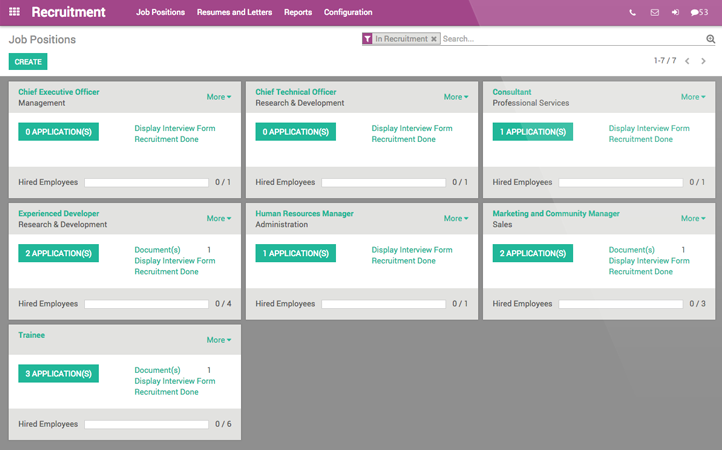 Recruitment Job Positions Resumes and Letters Reports Configuration 53
Job Positions In Recruitment × Search...
CREATE 1-7 / 7
Chief Executive Officer
Management
More
0 APPLICATION(S)
Display Interview Form
Recruitment Done
Hired Employees 0 / 1
Chief Technical Officer
Research & Development
More
0 APPLICATION(S)
Display Interview Form
Recruitment Done
Hired Employees 0 / 1
Consultant
Professional Services
More
1 APPLICATION(S)
Display Interview Form
Recruitment Done
Hired Employees 0 / 1
Experienced Developer
Research & Development
More
2 APPLICATION(S)
Document(s) 1
Display Interview Form
Recruitment Done
Hired Employees 0 / 4
Human Resources Manager
Administration
More
1 APPLICATION(S)
Display Interview Form
Recruitment Done
Hired Employees 0 / 1
Marketing and Community Manager
Sales
More
2 APPLICATION(S)
Document(s) 1
Display Interview Form
Recruitment Done
Hired Employees 0 / 3
Trainee
More
3 APPLICATION(S)
Document(s) 1
Display Interview Form
Recruitment Done
Hired Employees 0 / 6